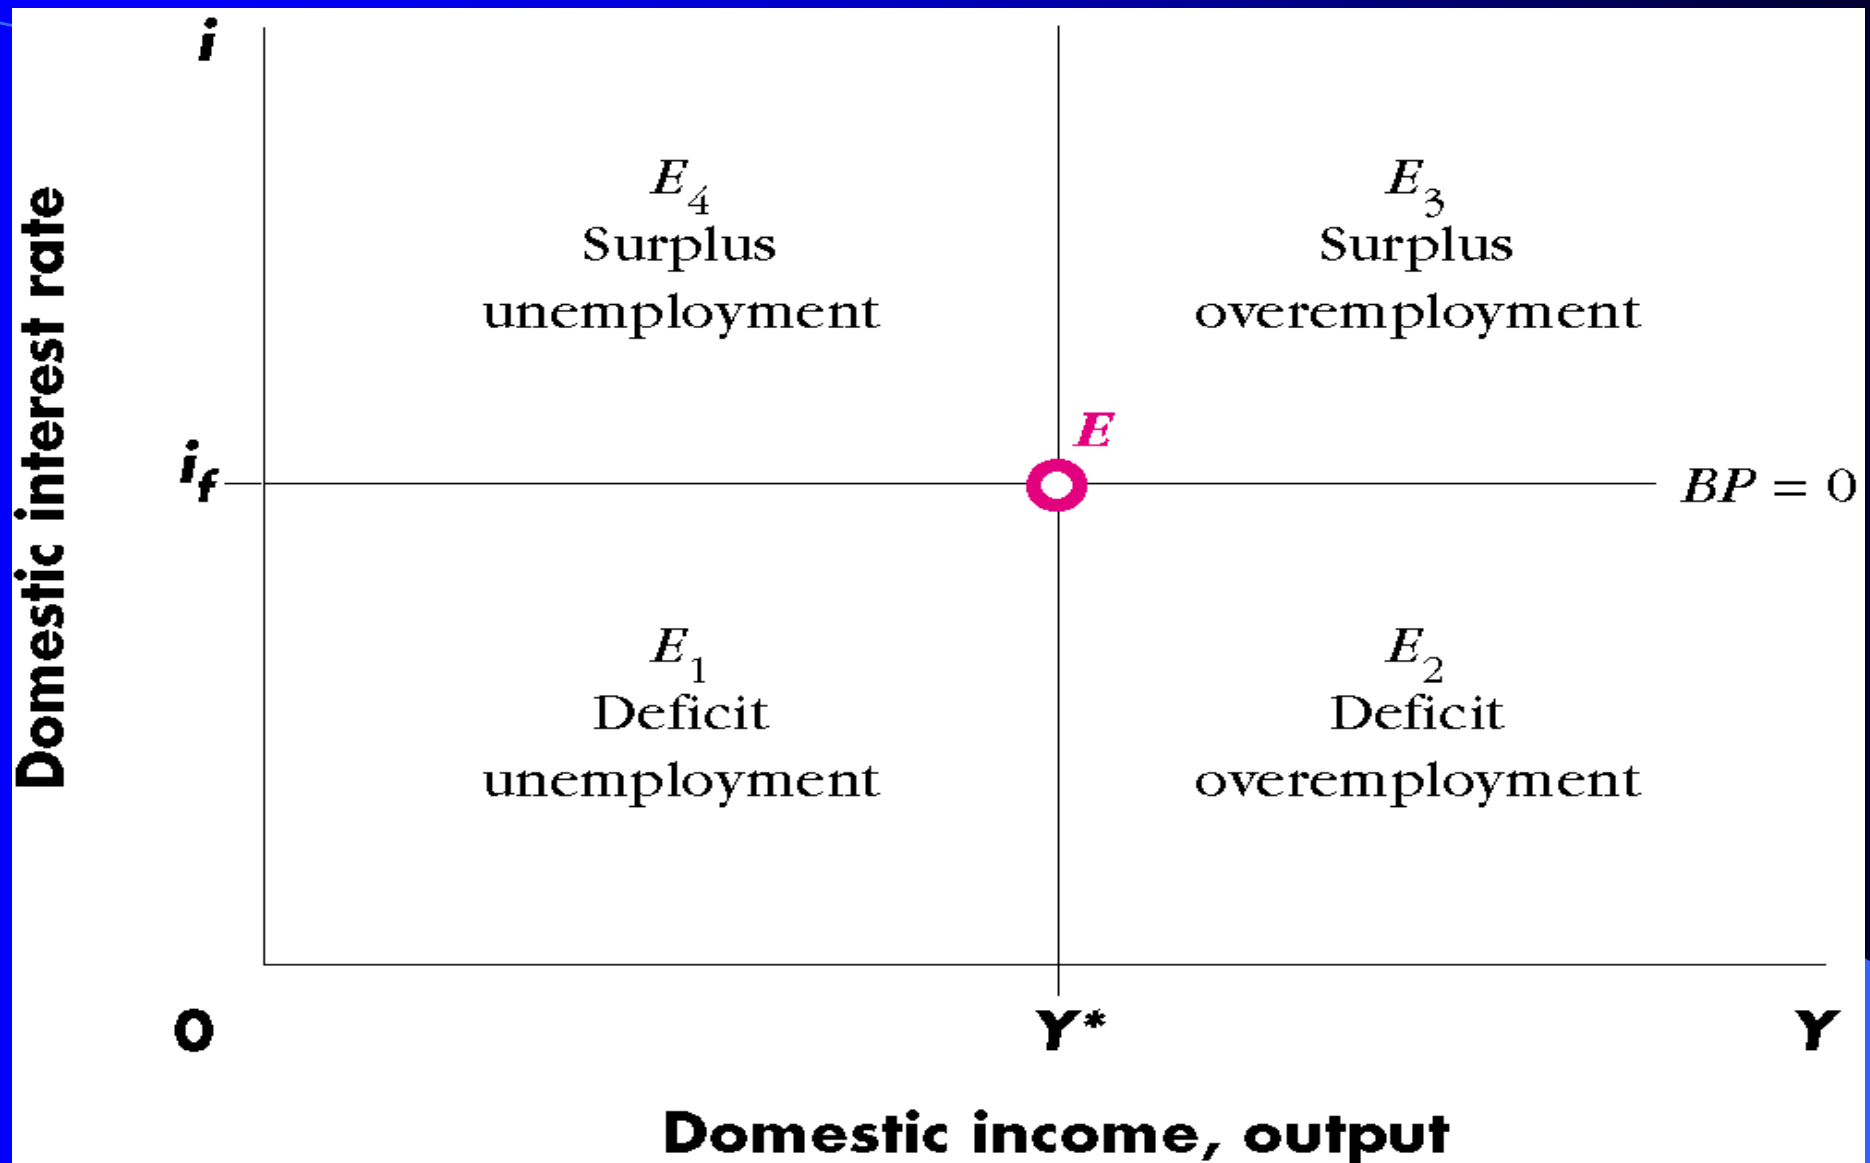 i
E4
Surplus
unemployment
E3
Surplus
overemployment
Domestic interest rate
E
if
BP = 0
E1
Deficit
unemployment
E2
Deficit
overemployment
0
Y*
Y
Domestic income, output